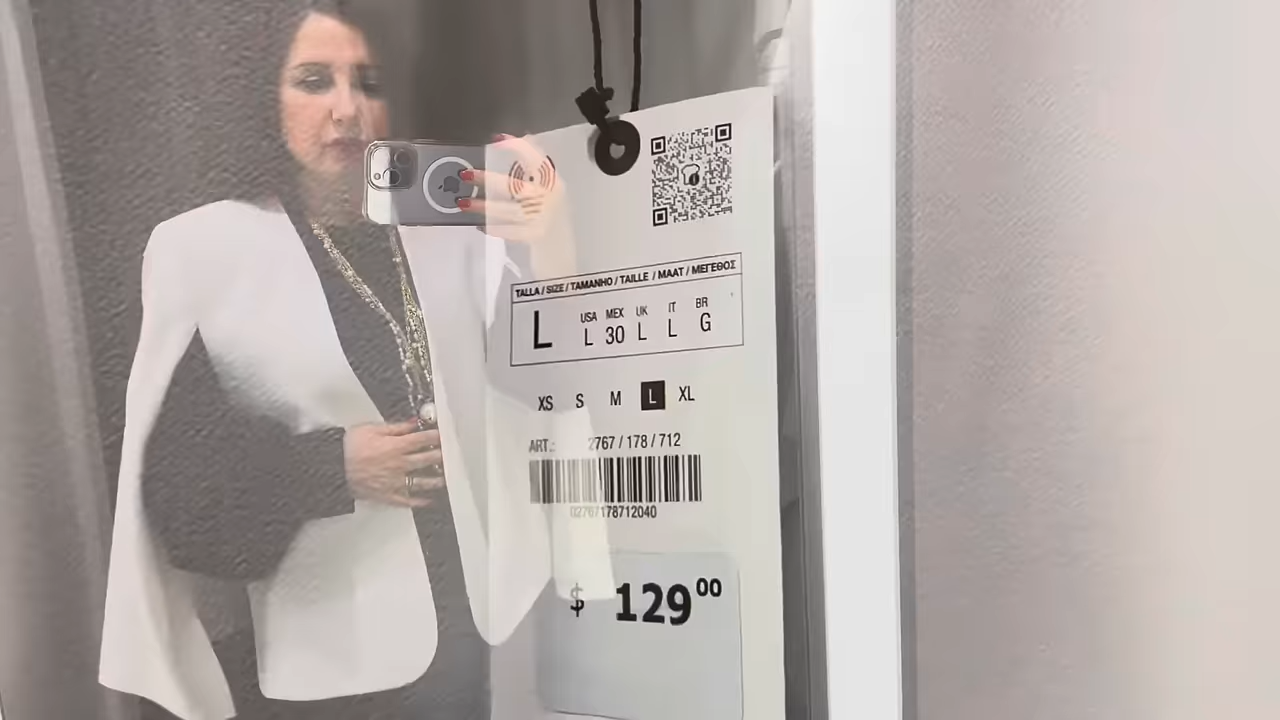 TALLA / SIZE / ΤΑΜΑΝΗΟ / TAILLE / MAAT / ΜΕΓΕΘΟΣ
L
USA MEX UK IT BR
L 30 L L G
XS S M L XL
ART.: 2767 / 178 / 712
02767178712040
$ 129⁰⁰